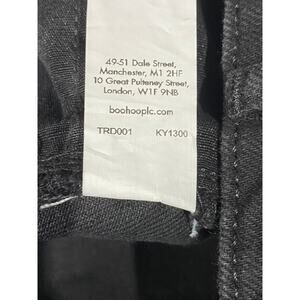 49-51 Dale Street,
Manchester, M1 2HF
10 Great Pulteney Street,
London, W1F 9NB
boohooplc.com
TRD001 KY1300